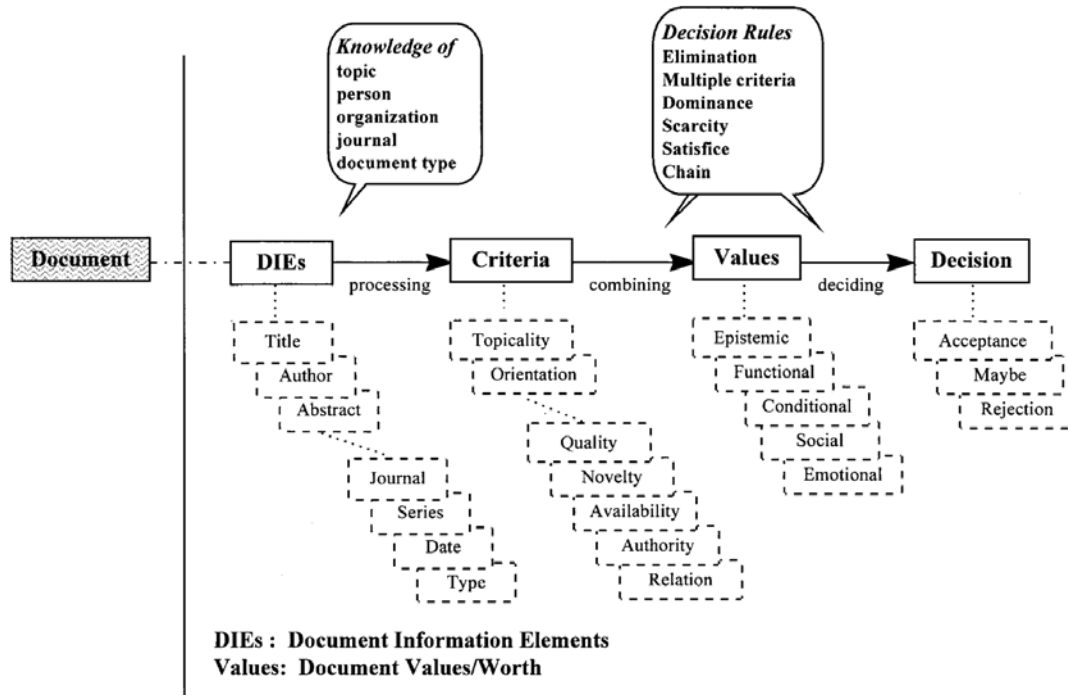 Knowledge of
topic
person
organization
journal
document type
Decision Rules
Elimination
Multiple criteria
Dominance
Scarcity
Satisfice
Chain
Document
DIEs
processing
Criteria
combining
Values
deciding
Decision
Title
Author
Abstract
Journal
Series
Date
Type
Topicality
Orientation
Quality
Novelty
Availability
Authority
Relation
Epistemic
Functional
Conditional
Social
Emotional
Acceptance
Maybe
Rejection
DIEs : Document Information Elements
Values: Document Values/Worth